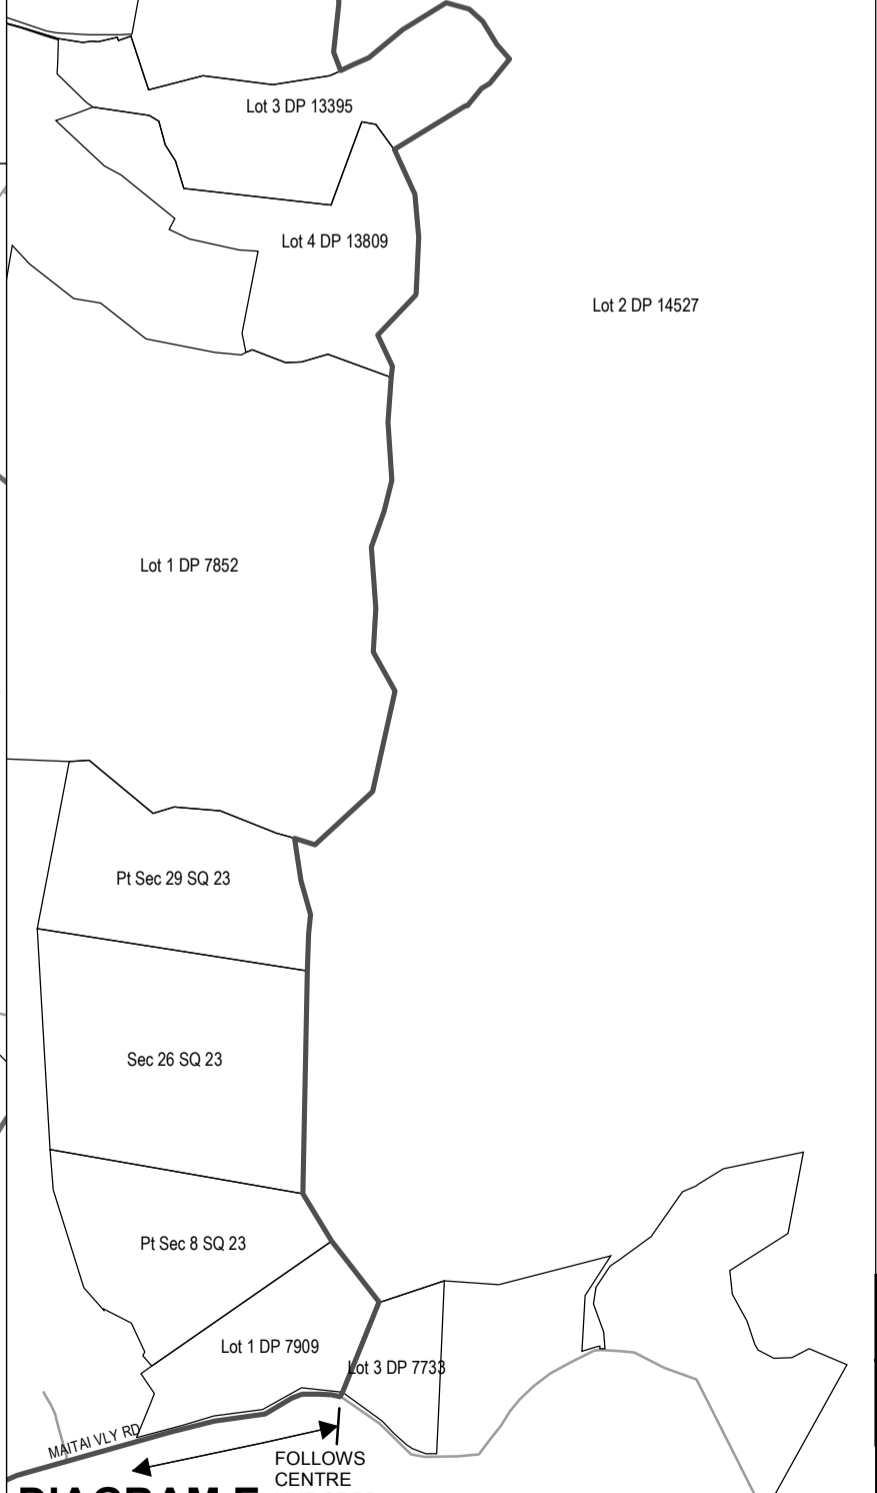 Lot 3 DP 13395
Lot 4 DP 13809
Lot 2 DP 14527
Lot 1 DP 7852
Pt Sec 29 SQ 23
Sec 26 SQ 23
Pt Sec 8 SQ 23
Lot 1 DP 7909
Lot 3 DP 7733
MAITAI VLY RD
FOLLOWS
CENTRE